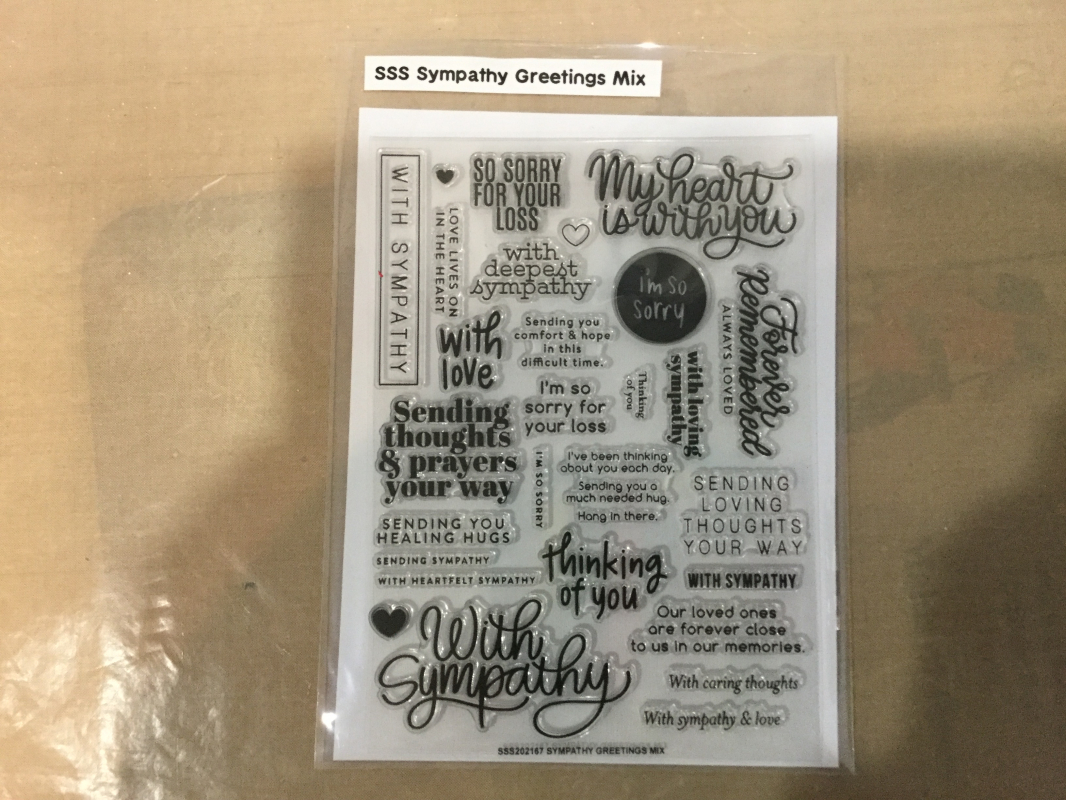 SSS Sympathy Greetings Mix
WITH SYMPATHY
LOVE LIVES ON
IN THE HEART
SO SORRY
FOR YOUR
LOSS
My heart
is with you
with
deepest
sympathy
i'm so
sorry
Forever
Remembered
ALWAYS LOVED
with
love
Sending you
comfort & hope
in this
difficult time.
Thinking
of you
with loving
sympathy
I'm so
sorry for
your loss
Sending
thoughts
& prayers
your way
I'M SO SORRY
I've been thinking
about you each day.
Sending you a
much needed hug.
Hang in there.
SENDING
LOVING
THOUGHTS
YOUR WAY
SENDING YOU
HEALING HUGS
SENDING SYMPATHY
WITH HEARTFELT SYMPATHY
thinking
of you
WITH SYMPATHY
With
Sympathy
Our loved ones
are forever close
to us in our memories.
With caring thoughts
With sympathy & love
SSS202167 SYMPATHY GREETINGS MIX